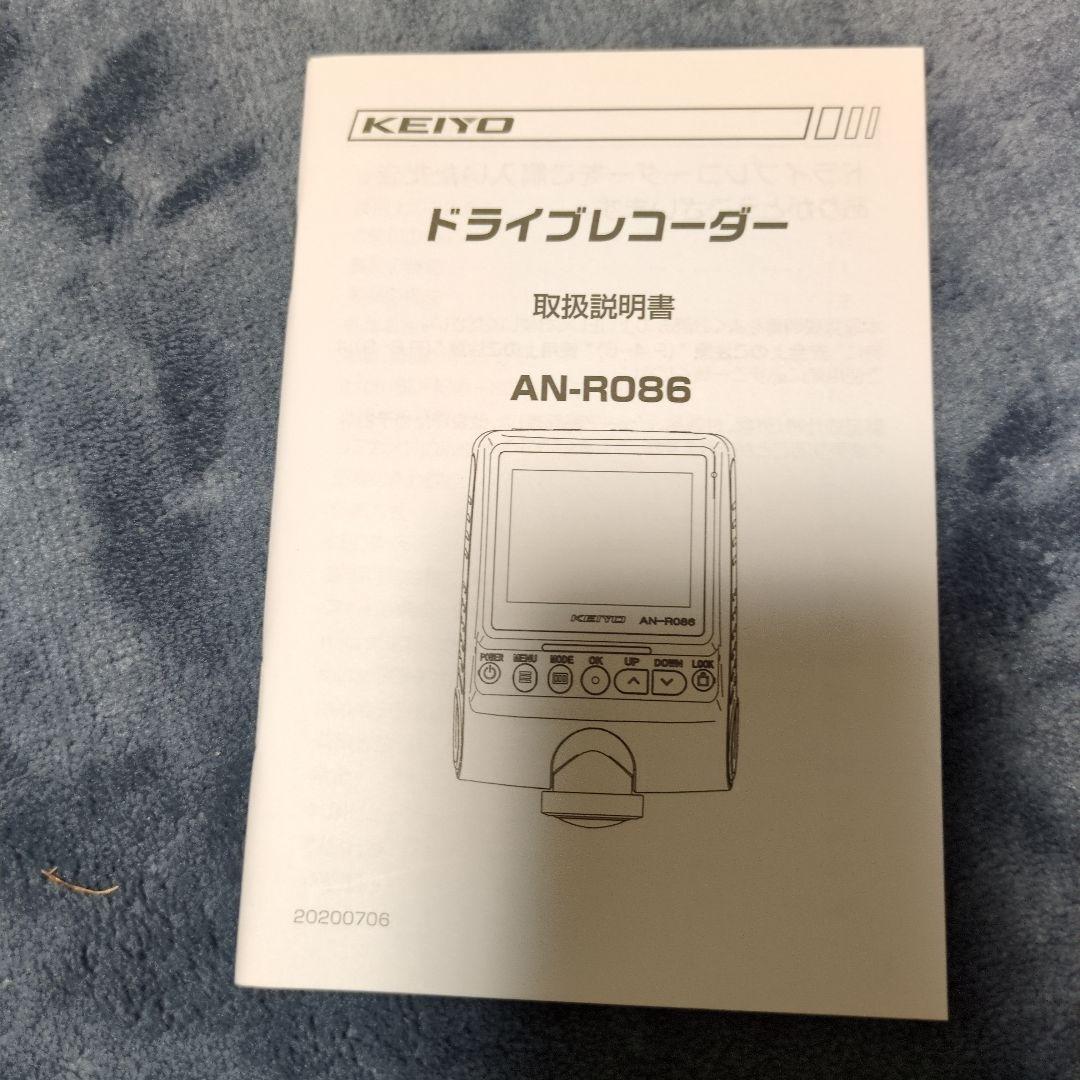 KEIYO
ドライブレコーダー
取扱説明書
AN-R086
KEIYO AN-R086
POWER MENU MODE OK UP DOWN LOCK
20200706